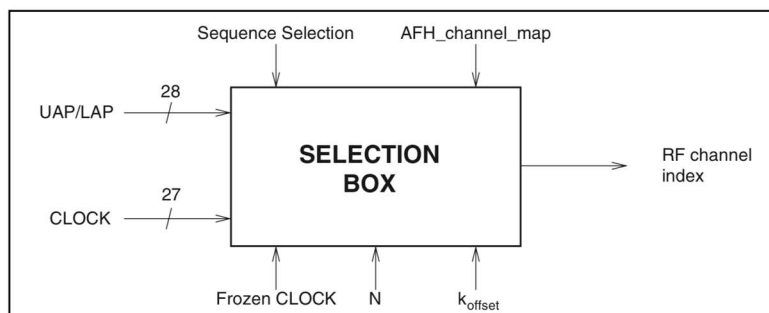 Sequence Selection
AFH_channel_map
28
UAP/LAP
SELECTION
BOX
RF channel
index
27
CLOCK
Frozen CLOCK
N
koffset